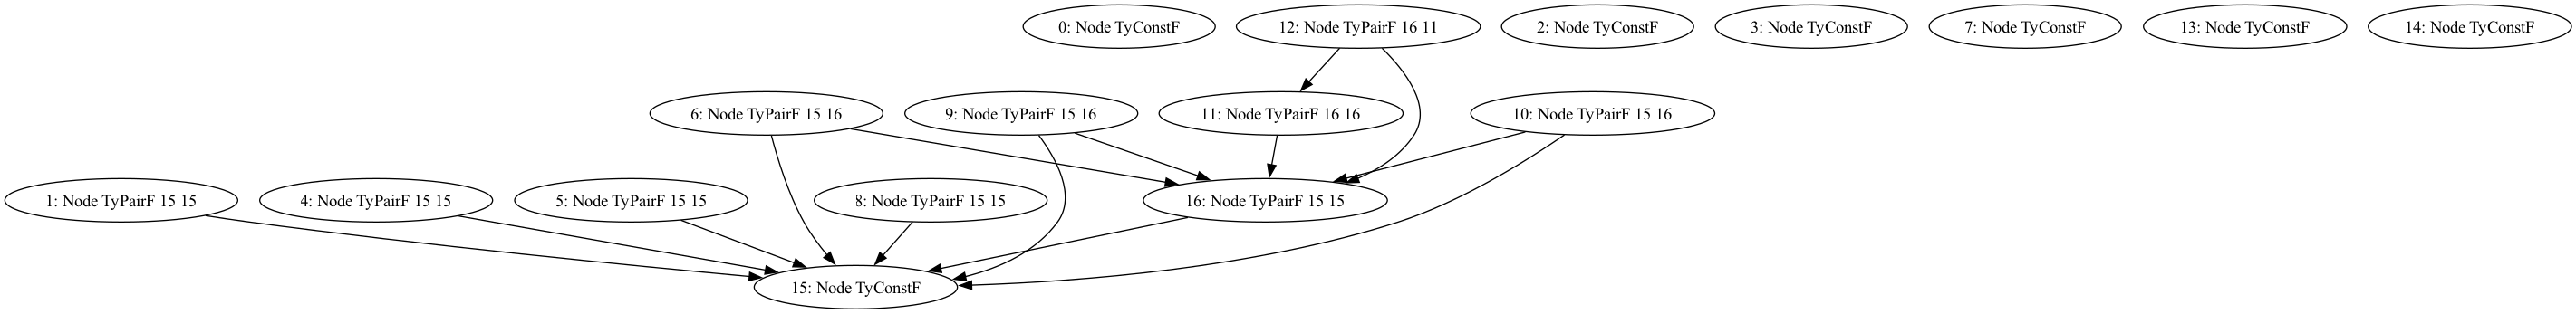 0: Node TyConstF
12: Node TyPairF 16 11
2: Node TyConstF
3: Node TyConstF
7: Node TyConstF
13: Node TyConstF
14: Node TyConstF
6: Node TyPairF 15 16
9: Node TyPairF 15 16
11: Node TyPairF 16 16
10: Node TyPairF 15 16
1: Node TyPairF 15 15
4: Node TyPairF 15 15
5: Node TyPairF 15 15
8: Node TyPairF 15 15
16: Node TyPairF 15 15
15: Node TyConstF